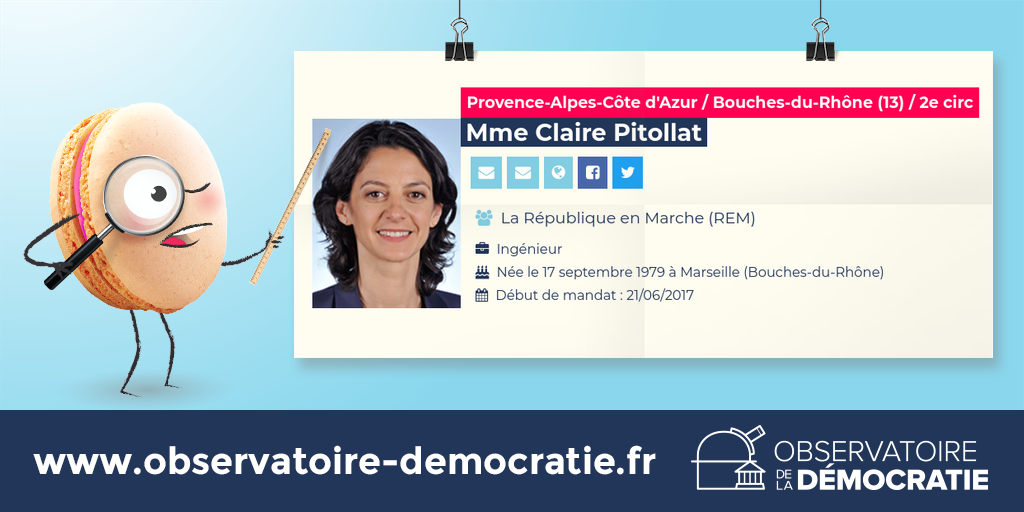 Provence-Alpes-Côte d'Azur / Bouches-du-Rhône (13) / 2e circ
Mme Claire Pitollat
La République en Marche (REM)
Ingénieur
Née le 17 septembre 1979 à Marseille (Bouches-du-Rhône)
Début de mandat : 21/06/2017
www.observatoire-democratie.fr
OBSERVATOIRE
DE LA DÉMOCRATIE